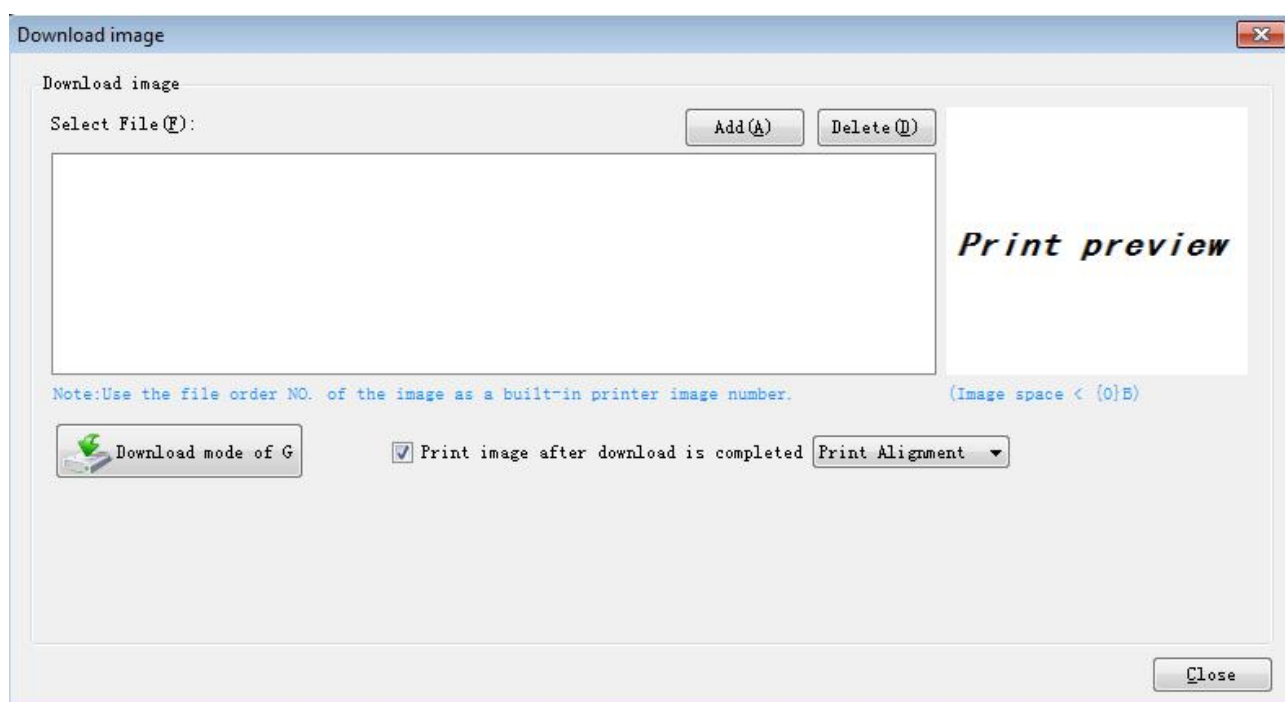 Download image
Download image
Select File(F):
Add(A)
Delete(D)
Print preview
Note:Use the file order NO. of the image as a built-in printer image number.
(Image space < {0}B)
Download mode of G
Print image after download is completed
Print Alignment
Close